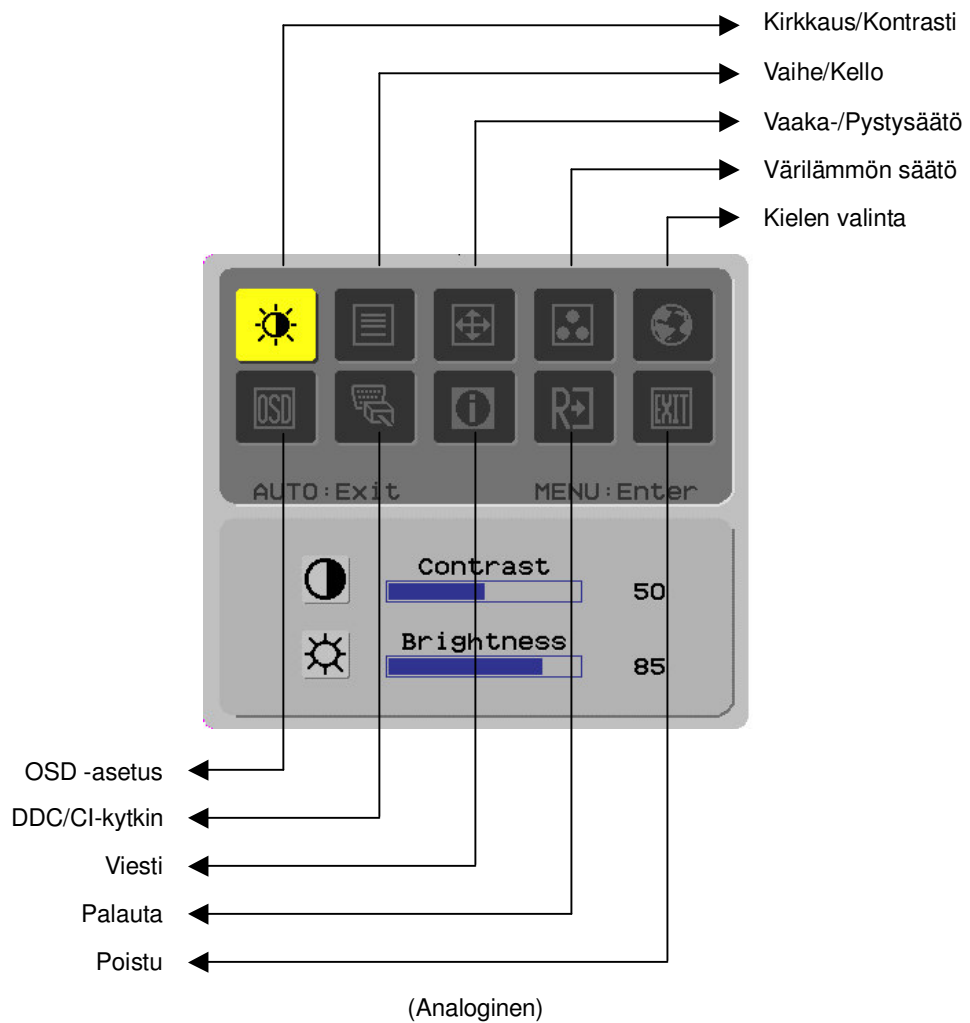 Kirkkaus/Kontrasti
Vaihe/Kello
Vaaka-/Pystysäätö
Värilämmön säätö
Kielen valinta
OSD
R
EXIT
AUTO:Exit
MENU:Enter
Contrast
50
Brightness
85
OSD -asetus
DDC/CI-kytkin
Viesti
Palauta
Poistu
(Analoginen)